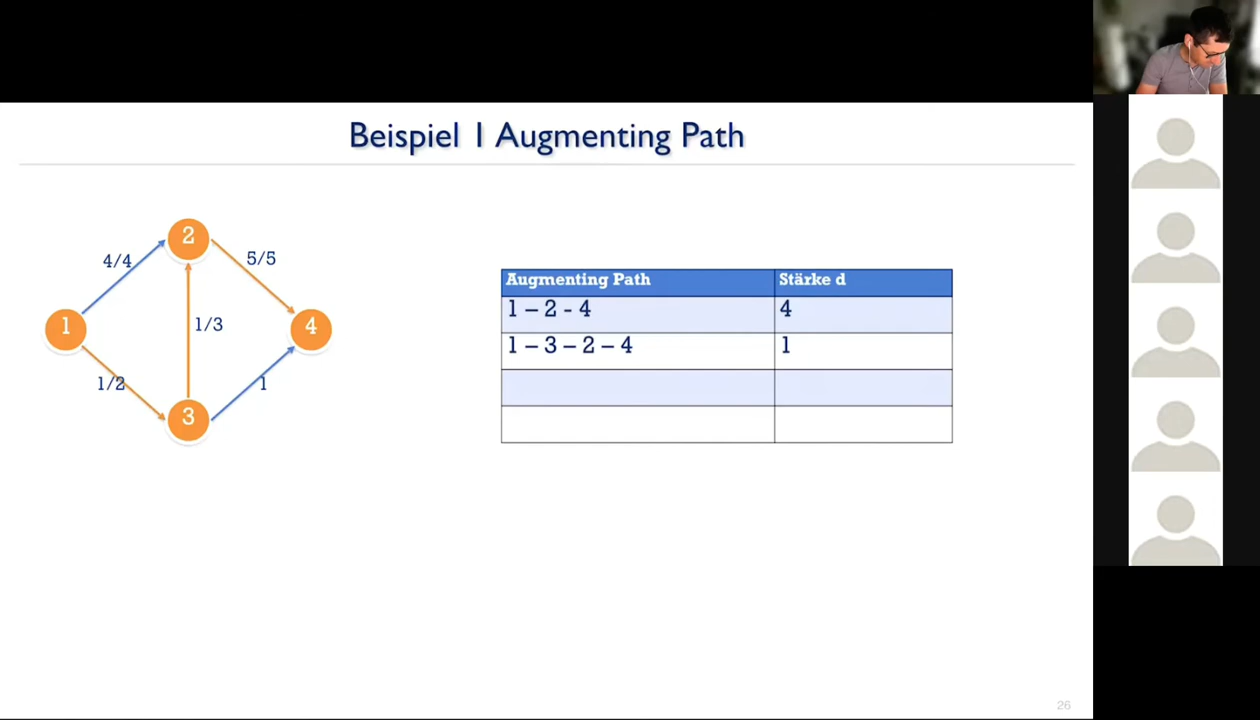 Beispiel 1 Augmenting Path
2
4/4
5/5
1
1/3
4
1/2
1
3
Augmenting Path Stärke d
1 – 2 - 4 4
1 – 3 – 2 – 4 1
26